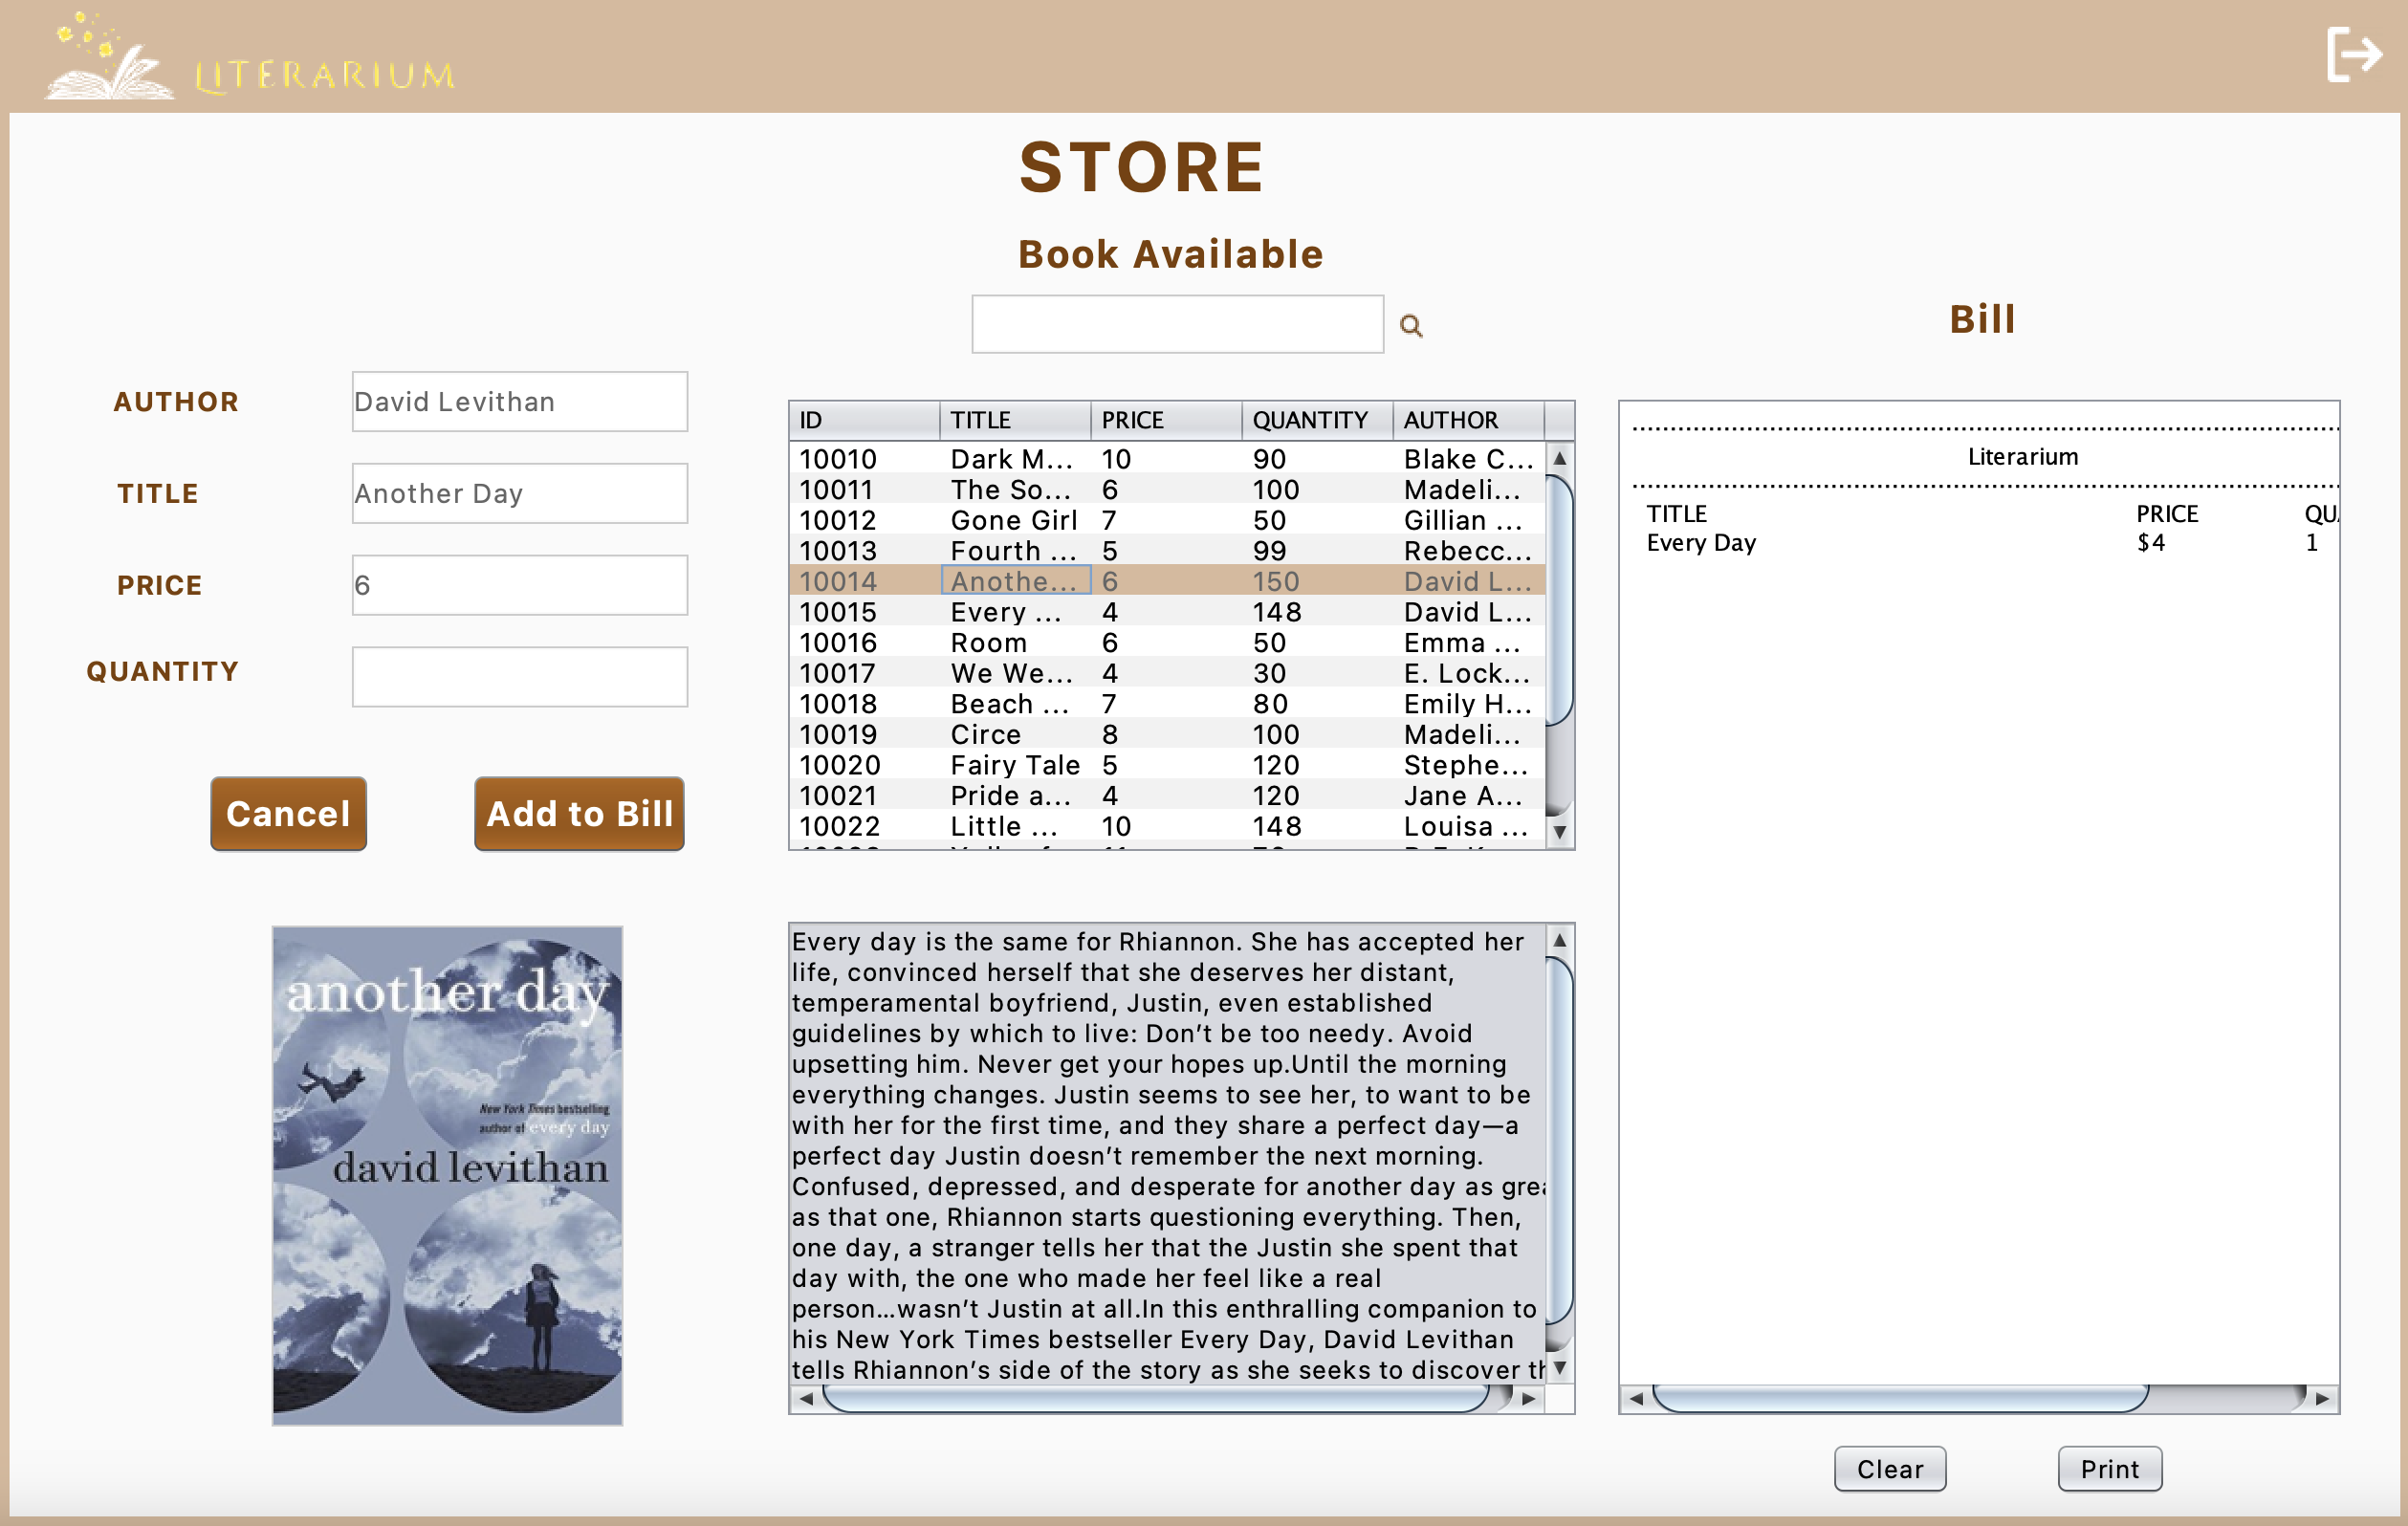 LITERARIUM
STORE
Book Available
Bill
AUTHOR David Levithan
TITLE Another Day
PRICE 6
QUANTITY
Cancel Add to Bill
ID TITLE PRICE QUANTITY AUTHOR
10010 Dark M... 10 90 Blake C...
10011 The So... 6 100 Madeli...
10012 Gone Girl 7 50 Gillian ...
10013 Fourth ... 5 99 Rebecc...
10014 Anothe... 6 150 David L...
10015 Every ... 4 148 David L...
10016 Room 6 50 Emma ...
10017 We We... 4 30 E. Lock...
10018 Beach ... 7 80 Emily H...
10019 Circe 8 100 Madeli...
10020 Fairy Tale 5 120 Stephe...
10021 Pride a... 4 120 Jane A...
10022 Little ... 10 148 Louisa ...
Literarium
TITLE PRICE QU
Every Day $4 1
another day
New York Times bestselling
author of every day
david levithan
Every day is the same for Rhiannon. She has accepted her
life, convinced herself that she deserves her distant,
temperamental boyfriend, Justin, even established
guidelines by which to live: Don’t be too needy. Avoid
upsetting him. Never get your hopes up.Until the morning
everything changes. Justin seems to see her, to want to be
with her for the first time, and they share a perfect day—a
perfect day Justin doesn’t remember the next morning.
Confused, depressed, and desperate for another day as grea
as that one, Rhiannon starts questioning everything. Then,
one day, a stranger tells her that the Justin she spent that
day with, the one who made her feel like a real
person…wasn’t Justin at all.In this enthralling companion to
his New York Times bestseller Every Day, David Levithan
tells Rhiannon’s side of the story as she seeks to discover th
Clear Print